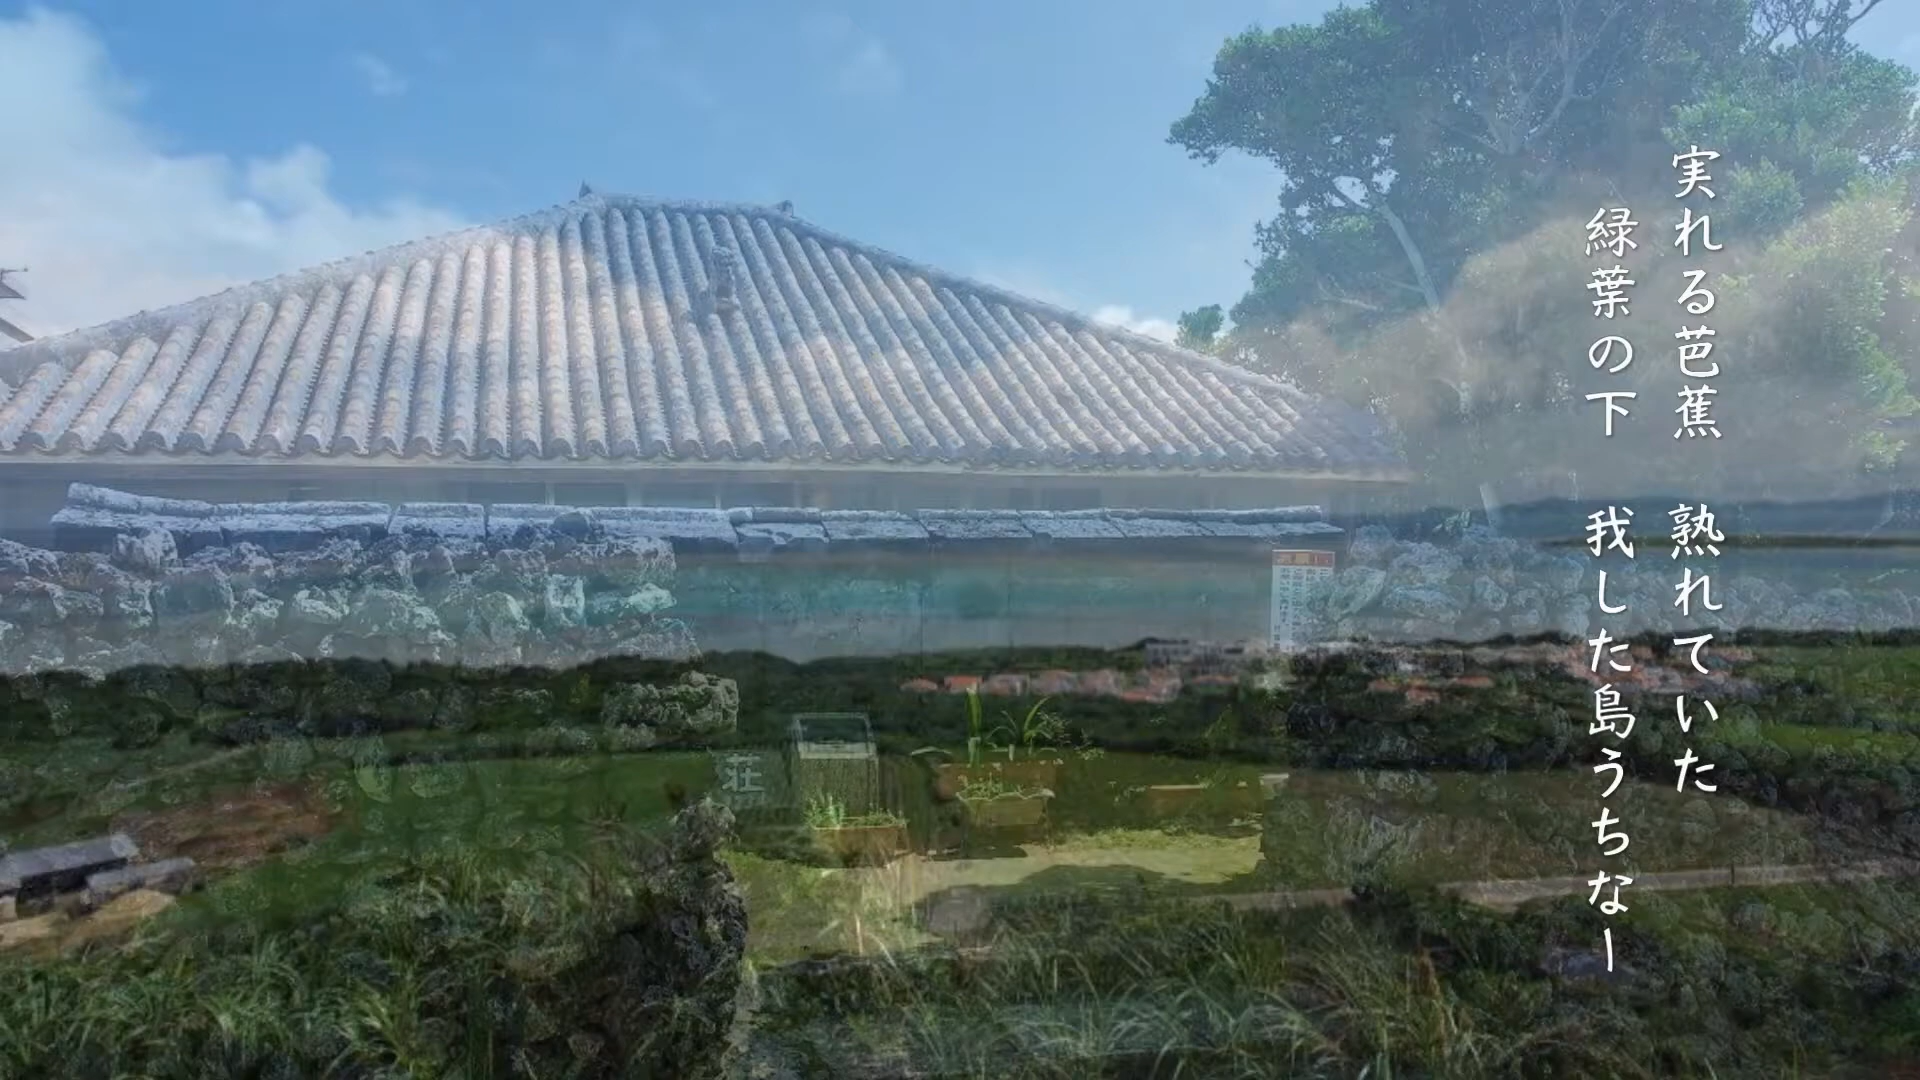 実れる芭蕉　熟れていた
緑葉の下　我した島うちなー
荘